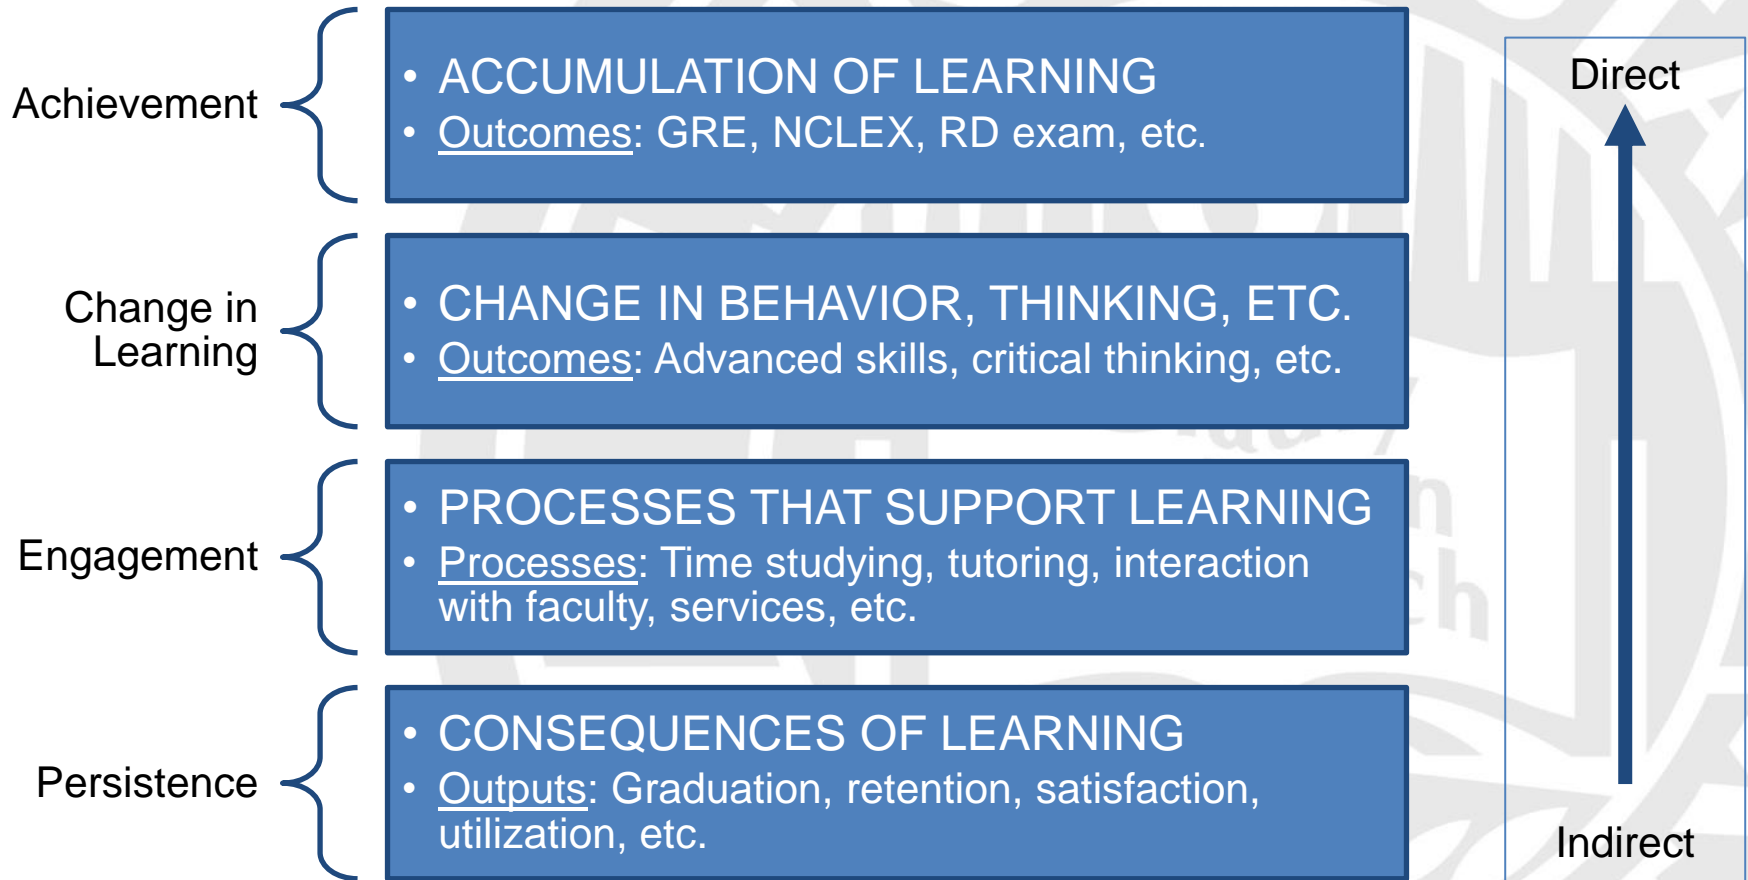 Achievement
• ACCUMULATION OF LEARNING
• Outcomes: GRE, NCLEX, RD exam, etc.
Change in
Learning
• CHANGE IN BEHAVIOR, THINKING, ETC.
• Outcomes: Advanced skills, critical thinking, etc.
Engagement
• PROCESSES THAT SUPPORT LEARNING
• Processes: Time studying, tutoring, interaction
with faculty, services, etc.
Persistence
• CONSEQUENCES OF LEARNING
• Outputs: Graduation, retention, satisfaction,
utilization, etc.
Direct
Indirect